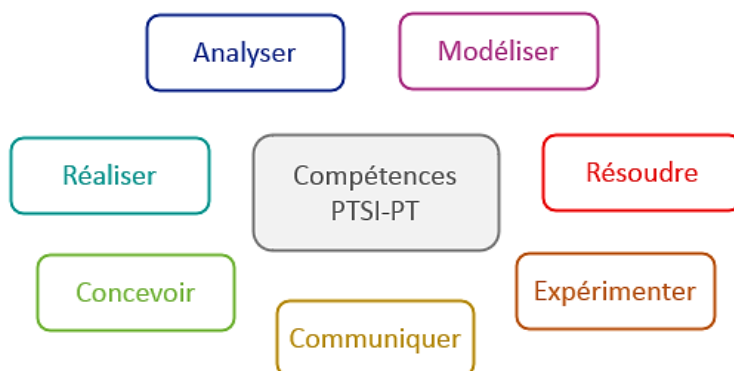 Analyser
Modéliser
Réaliser
Compétences
PTSI-PT
Résoudre
Concevoir
Expérimenter
Communiquer